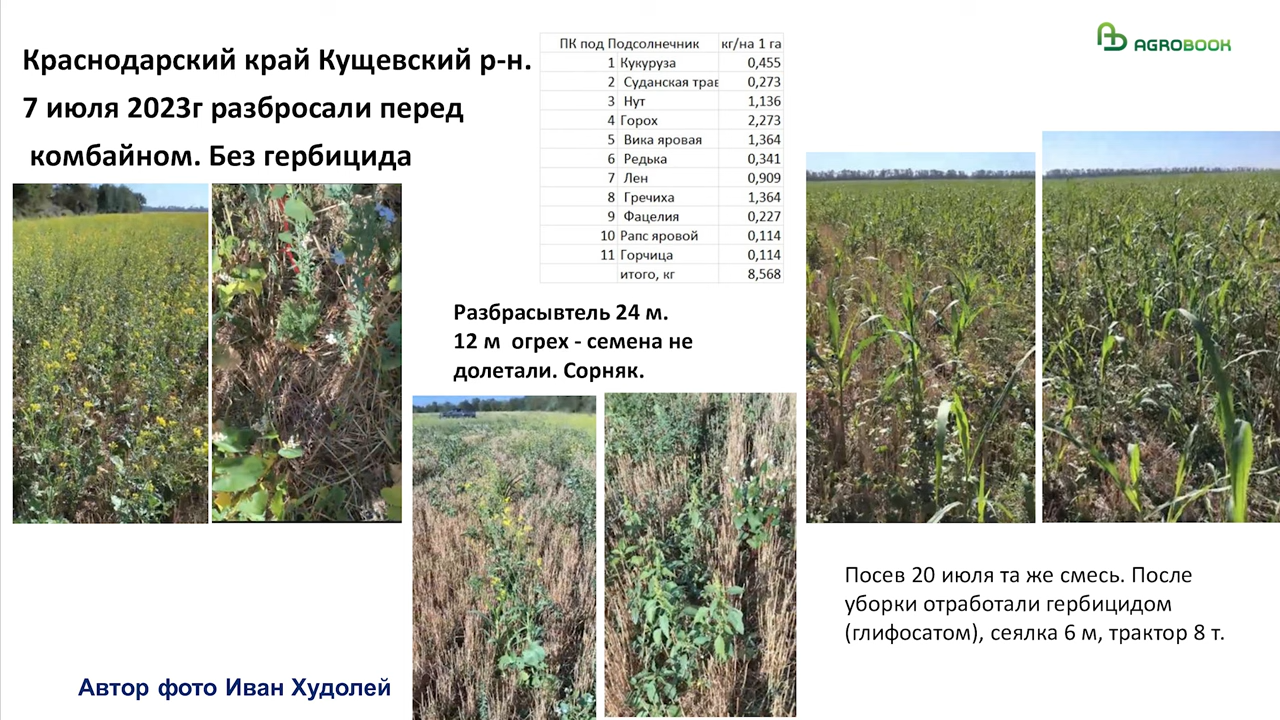 Краснодарский край Кущевский р-н.
7 июля 2023г разбросали перед
комбайном. Без гербицида
ПК под Подсолнечник кг/на 1 га
1 Кукуруза 0,455
2 Суданская трав 0,273
3 Нут 1,136
4 Горох 2,273
5 Вика яровая 1,364
6 Редька 0,341
7 Лен 0,909
8 Гречиха 1,364
9 Фацелия 0,227
10 Рапс яровой 0,114
11 Горчица 0,114
итого, кг 8,568
AGROBOOK
Разбрасывтель 24 м.
12 м огрех - семена не
долетали. Сорняк.
Посев 20 июля та же смесь. После
уборки отработали гербицидом
(глифосатом), сеялка 6 м, трактор 8 т.
Автор фото Иван Худолей